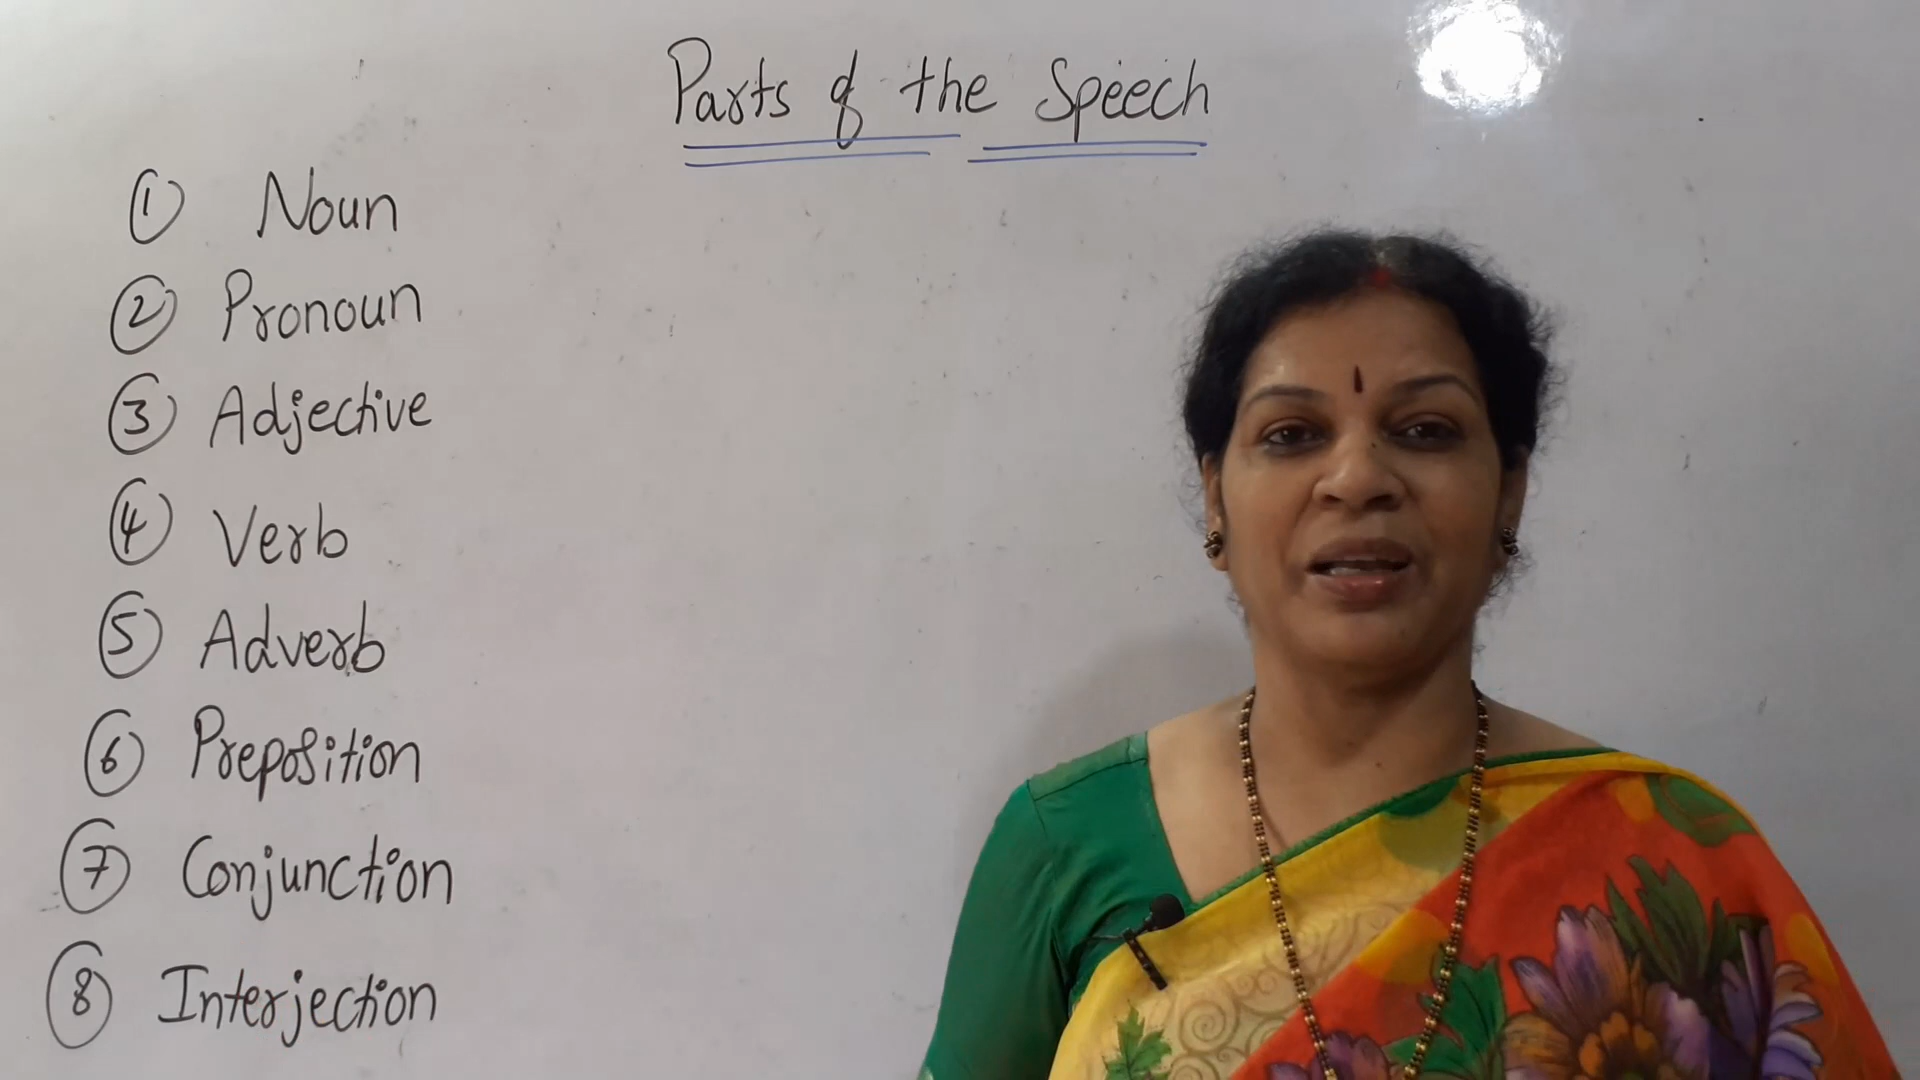 Parts of the Speech
1 Noun
2 Pronoun
3 Adjective
4 Verb
5 Adverb
6 Preposition
7 Conjunction
8 Interjection